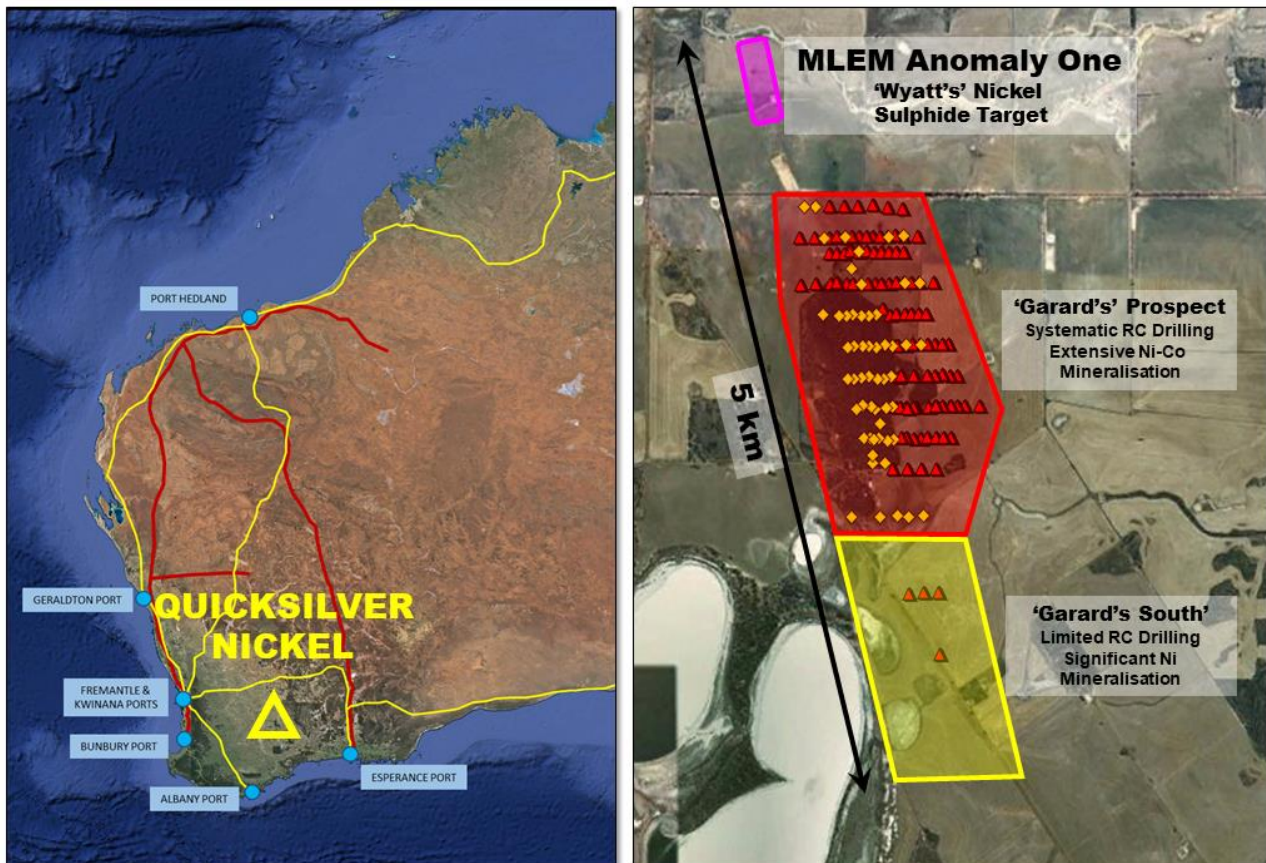 PORT HEDLAND
GERALDTON PORT
QUICKSILVER
NICKEL
FREMANTLE &
KWINANA PORTS
BUNBURY PORT
ESPERANCE PORT
ALBANY PORT
MLEM Anomaly One
‘Wyatt’s’ Nickel
Sulphide Target
‘Garard’s’ Prospect
Systematic RC Drilling
Extensive Ni-Co
Mineralisation
5 km
‘Garard’s South’
Limited RC Drilling
Significant Ni
Mineralisation